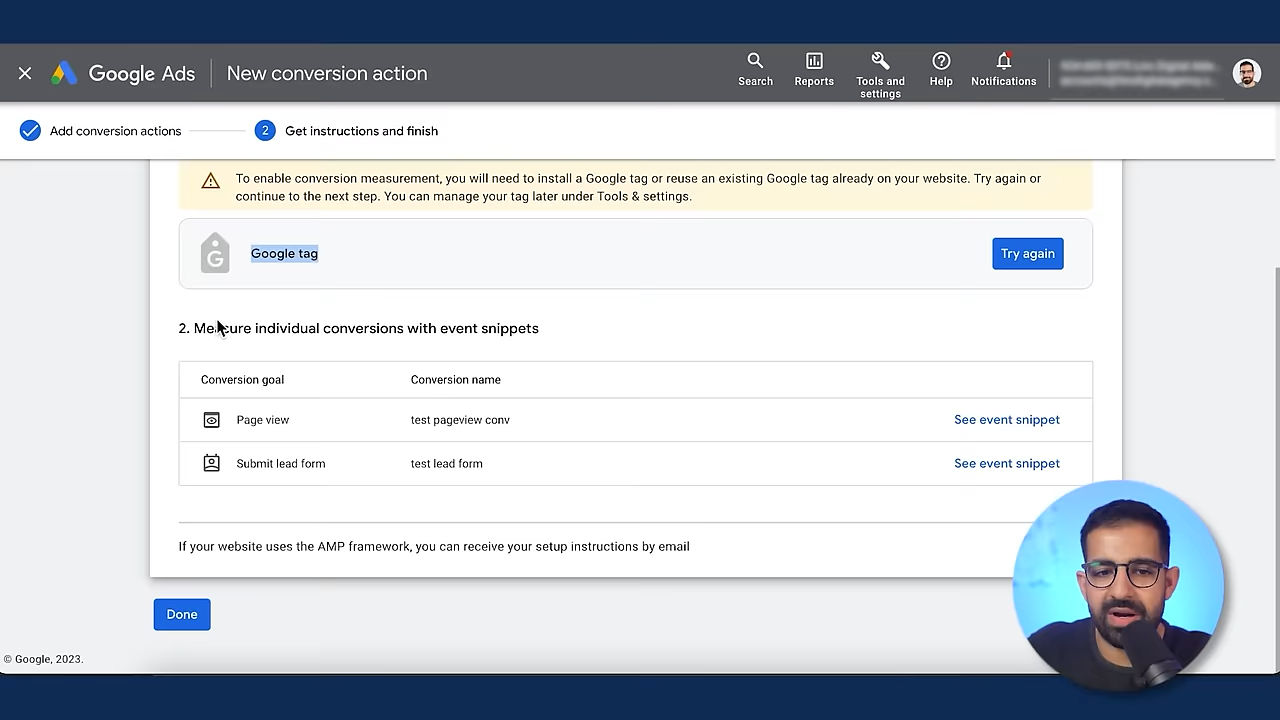 Google Ads
New conversion action
Search
Reports
Tools and
settings
Help
Notifications
Add conversion actions
2
Get instructions and finish
To enable conversion measurement, you will need to install a Google tag or reuse an existing Google tag already on your website. Try again or
continue to the next step. You can manage your tag later under Tools & settings.
G
Google tag
Try again
2. Measure individual conversions with event snippets
Conversion goal
Conversion name
Page view
test pageview conv
See event snippet
Submit lead form
test lead form
See event snippet
If your website uses the AMP framework, you can receive your setup instructions by email
Done
© Google, 2023.